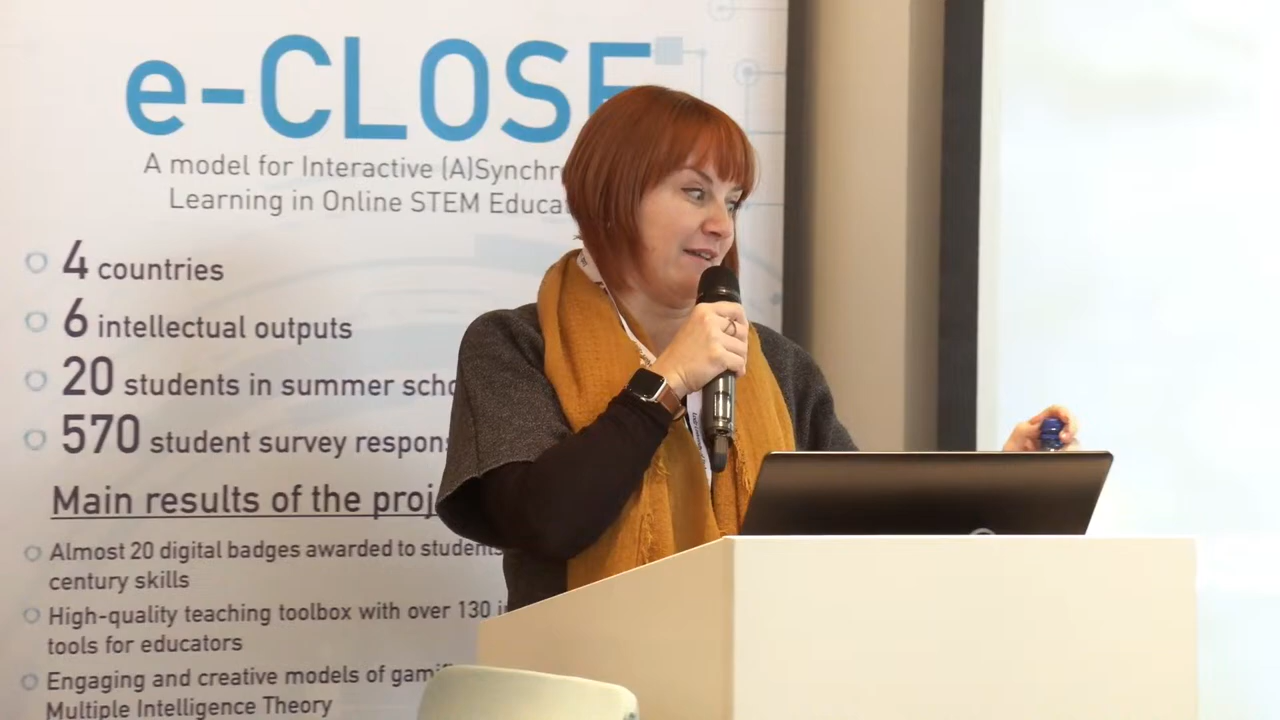 e-CLOSE
A model for Interactive (A)Synchr
Learning in Online STEM Educa
4 countries
6 intellectual outputs
20 students in summer scho
570 student survey respon
Main results of the proj
Almost 20 digital badges awarded to students
century skills
High-quality teaching toolbox with over 130 i
tools for educators
Engaging and creative models of gamif
Multiple Intelligence Theory